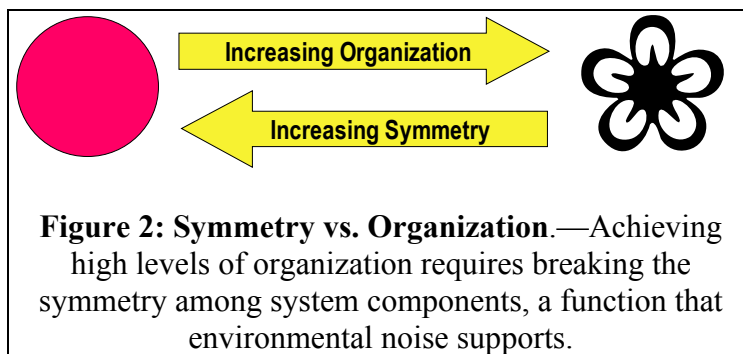 Increasing Organization
Increasing Symmetry
Figure 2: Symmetry vs. Organization.—Achieving
high levels of organization requires breaking the
symmetry among system components, a function that
environmental noise supports.